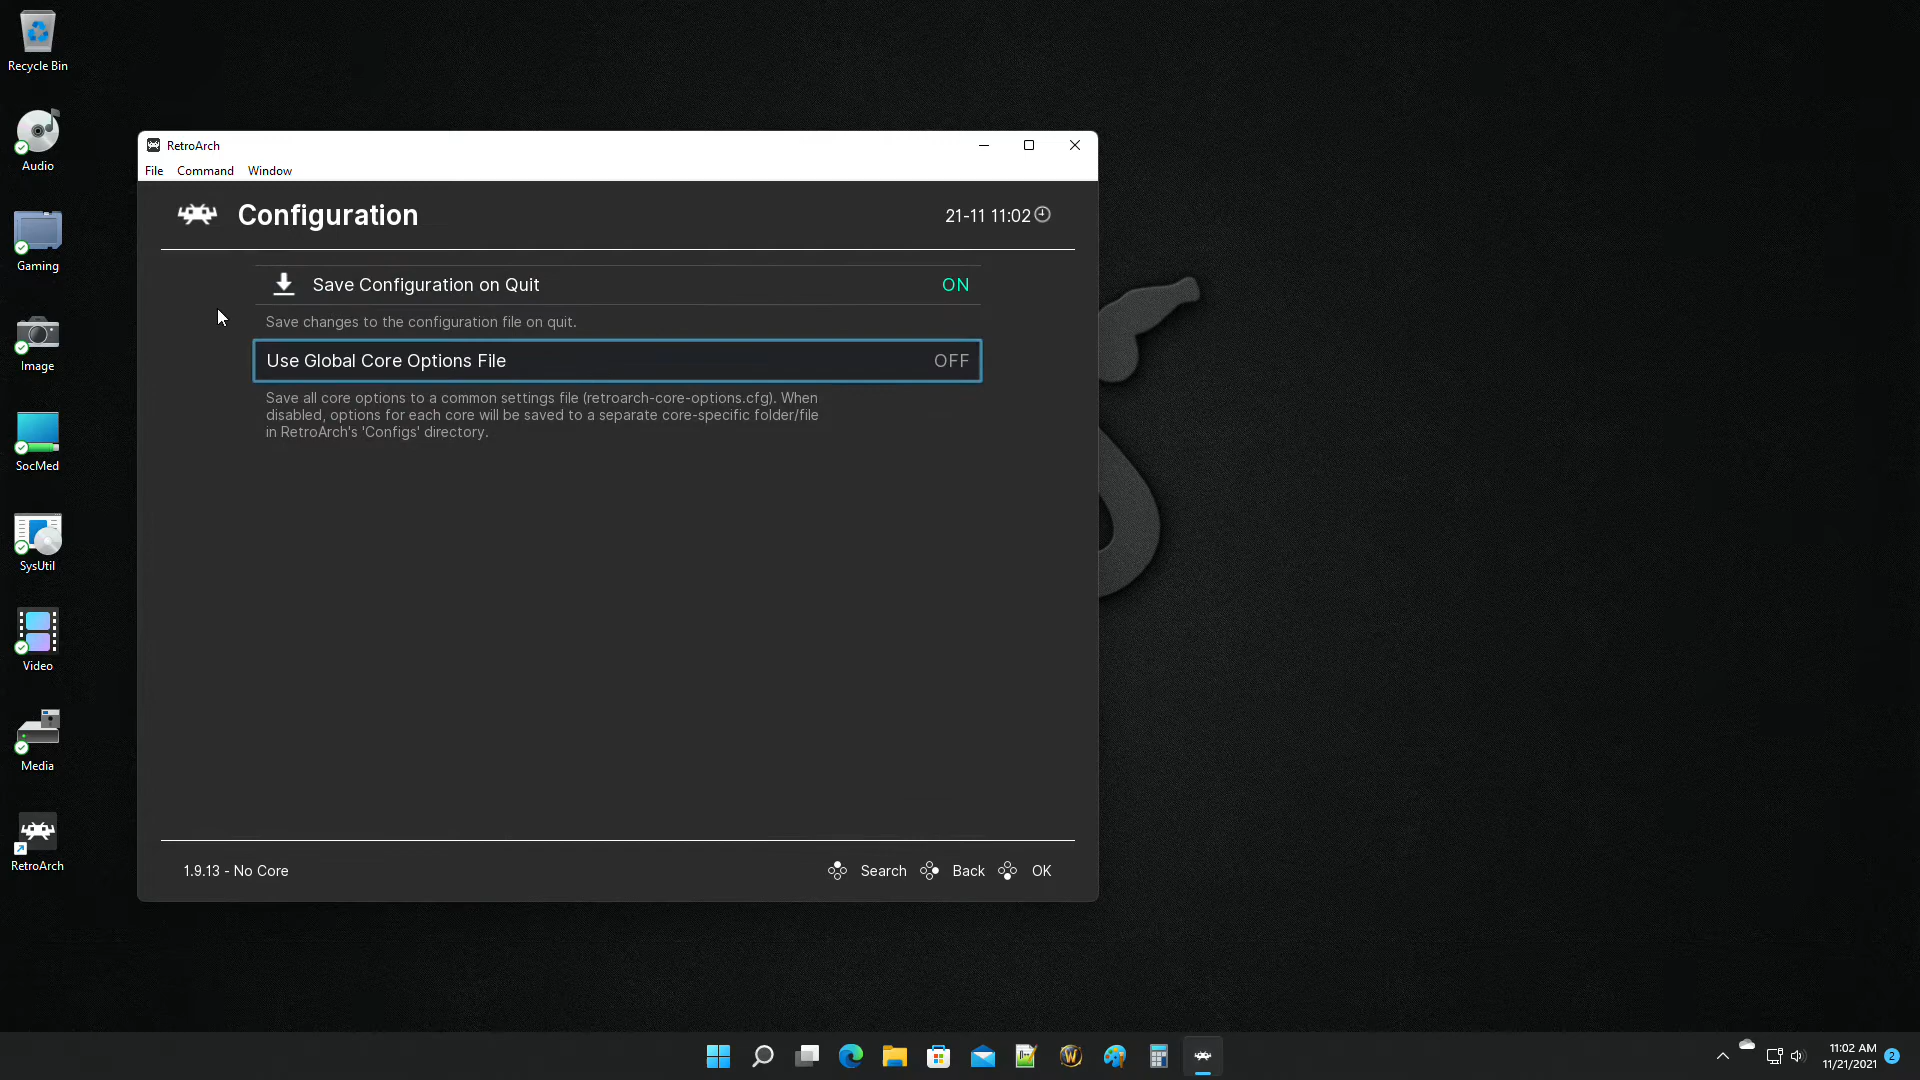 Recycle Bin
Audio
Gaming
Image
SocMed
SysUtil
Video
Media
RetroArch
RetroArch
File Command Window
Configuration
21-11 11:02
Save Configuration on Quit ON
Save changes to the configuration file on quit.
Use Global Core Options File OFF
Save all core options to a common settings file (retroarch-core-options.cfg). When
disabled, options for each core will be saved to a separate core-specific folder/file
in RetroArch's 'Configs' directory.
1.9.13 - No Core
Search Back OK
W
11:02 AM
11/21/2021
2